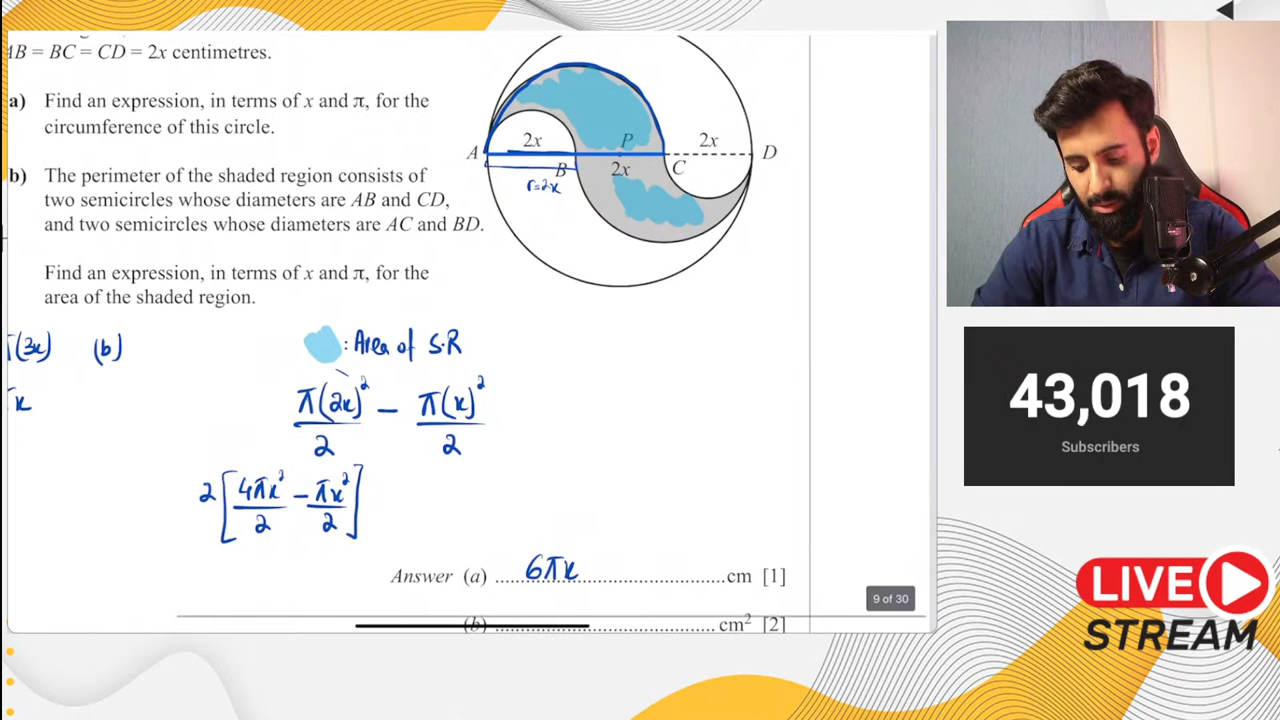 AB = BC = CD = 2x centimetres.
a) Find an expression, in terms of x and π, for the
circumference of this circle.
b) The perimeter of the shaded region consists of
two semicircles whose diameters are AB and CD,
and two semicircles whose diameters are AC and BD.
Find an expression, in terms of x and π, for the
area of the shaded region.
A 2x B P 2x C 2x D
r=2x
π(3x) (b)
: Area of S.R
π(2x)²/2 − π(x)²/2
2[4πx²/2 − πx²/2]
πx
Answer (a) ....6πx....cm [1]
(b) ........ cm² [2]
9 of 30
43,018
Subscribers
LIVE
STREAM